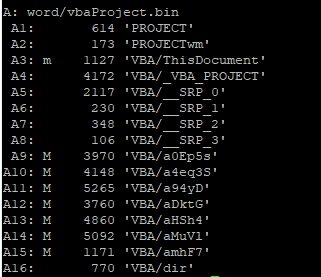 A: word/vbaProject.bin
A1: 614 'PROJECT'
A2: 173 'PROJECTwm'
A3: m 1127 'VBA/ThisDocument'
A4: 4172 'VBA/_VBA_PROJECT'
A5: 2117 'VBA/__SRP_0'
A6: 230 'VBA/__SRP_1'
A7: 348 'VBA/__SRP_2'
A8: 106 'VBA/__SRP_3'
A9: M 3970 'VBA/a0Ep5s'
A10: M 4148 'VBA/a4eq3S'
A11: M 5265 'VBA/a94yD'
A12: M 3760 'VBA/aDktG'
A13: M 4860 'VBA/aHSh4'
A14: M 5092 'VBA/aMuVl'
A15: M 1171 'VBA/amhF7'
A16: 770 'VBA/dir'